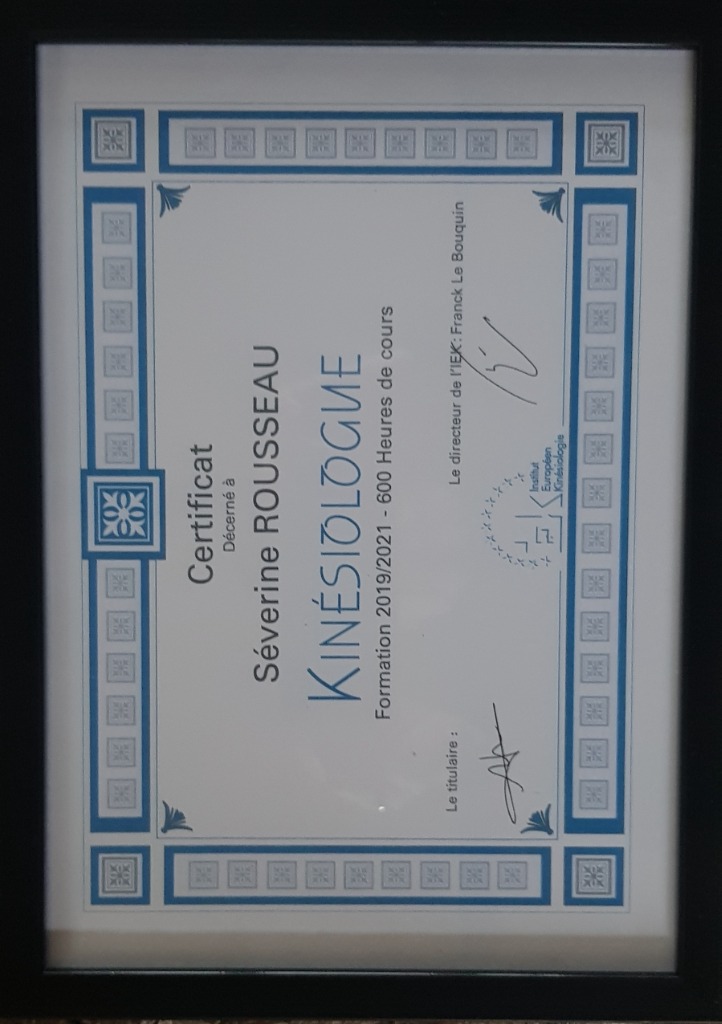 Certificat
Décerné à
Séverine ROUSSEAU
KINÉSIOLOGUE
Formation 2019/2021 - 600 Heures de cours
Le titulaire :
Le directeur de l'IEK : Franck Le Bouquin
IEK
Institut
Européen
Kinésiologie